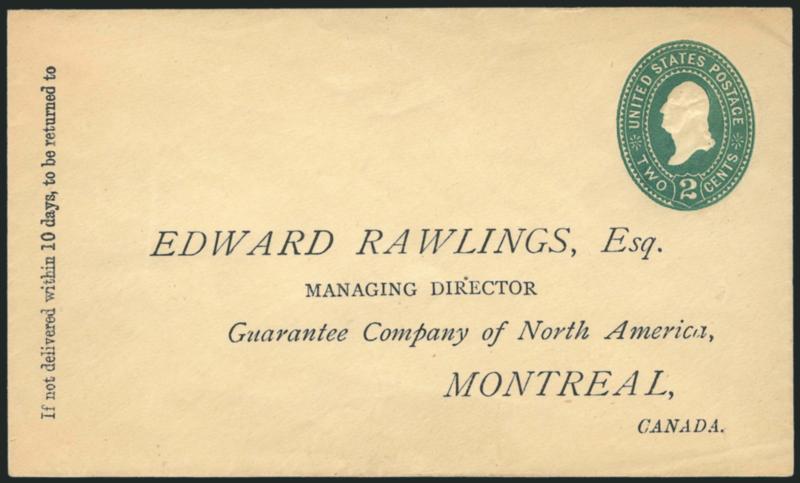 If not delivered within 10 days, to be returned to
UNITED STATES POSTAGE
TWO 2 CENTS
EDWARD RAWLINGS, Esq.
MANAGING DIRECTOR
Guarantee Company of North America,
MONTREAL,
CANADA.